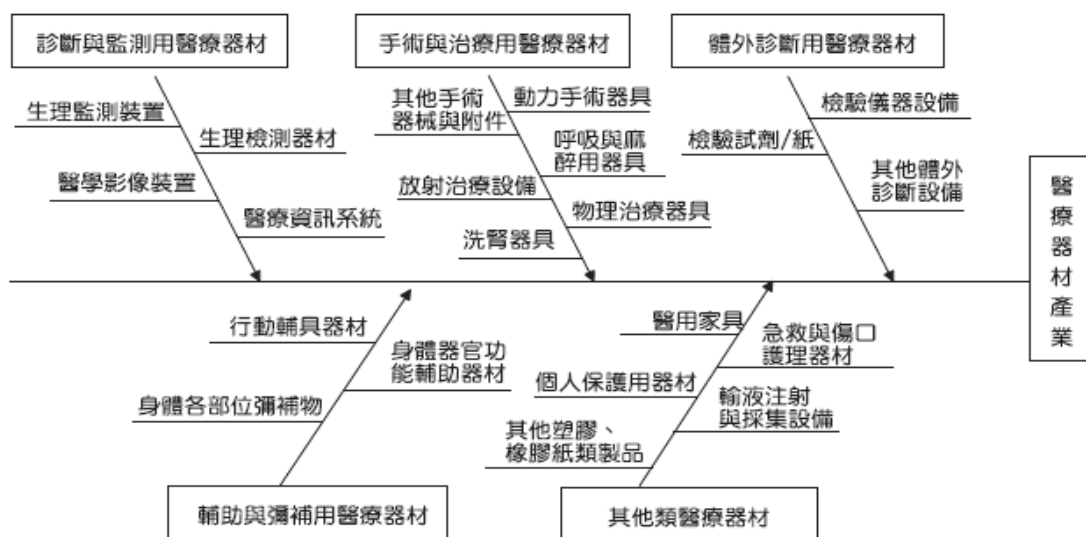 診斷與監測用醫療器材
手術與治療用醫療器材
體外診斷用醫療器材
生理監測裝置
生理檢測器材
醫學影像裝置
醫療資訊系統
其他手術
器械與附件
動力手術器具
呼吸與麻
醉用器具
放射治療設備
物理治療器具
洗腎器具
檢驗儀器設備
檢驗試劑/紙
其他體外
診斷設備
醫療器材產業
行動輔具器材
身體器官功
能輔助器材
身體各部位彌補物
醫用家具
急救與傷口
護理器材
個人保護用器材
輸液注射
與採集設備
其他塑膠、
橡膠紙類製品
輔助與彌補用醫療器材
其他類醫療器材